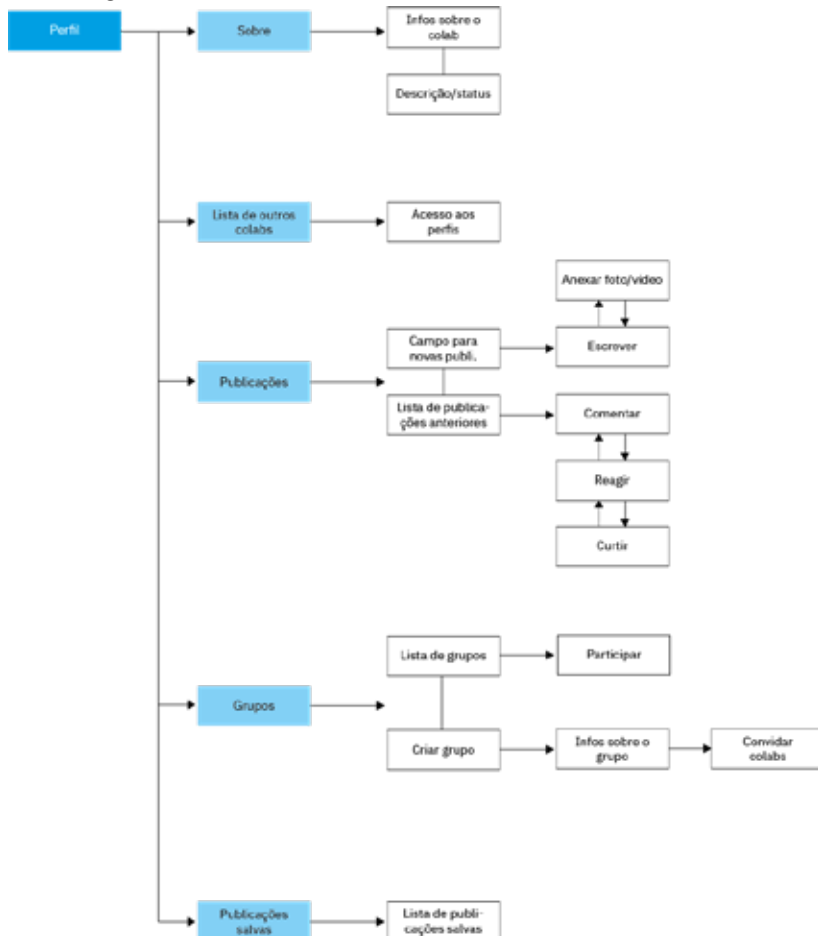 Perfil
Sobre
Infos sobre o
colab
Descrição/status
Lista de outros
colabs
Acesso aos
perfis
Anexar foto/vídeo
Campo para
novas publi.
Escrever
Publicações
Lista de publica-
ções anteriores
Comentar
Reagir
Curtir
Lista de grupos
Participar
Grupos
Criar grupo
Infos sobre o
grupo
Convidar
colabs
Publicações
salvas
Lista de publi-
cações salvas